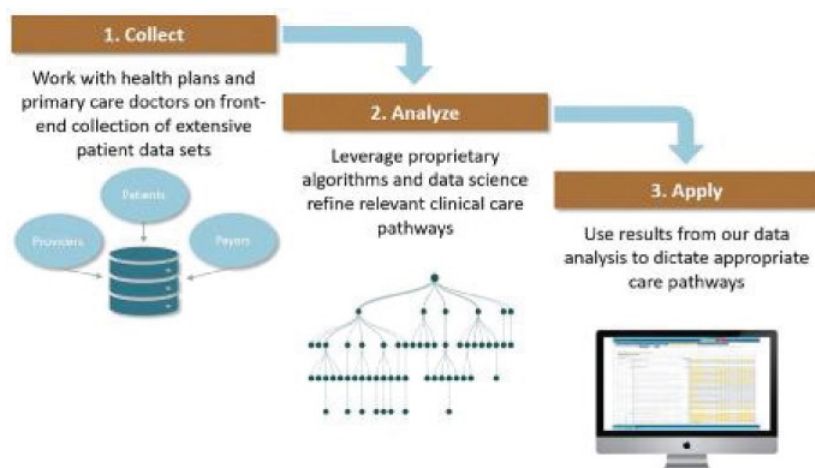 1. Collect
Work with health plans and
primary care doctors on front-
end collection of extensive
patient data sets
Patients
Providers
Payors
2. Analyze
Leverage proprietary
algorithms and data science
refine relevant clinical care
pathways
3. Apply
Use results from our data
analysis to dictate appropriate
care pathways